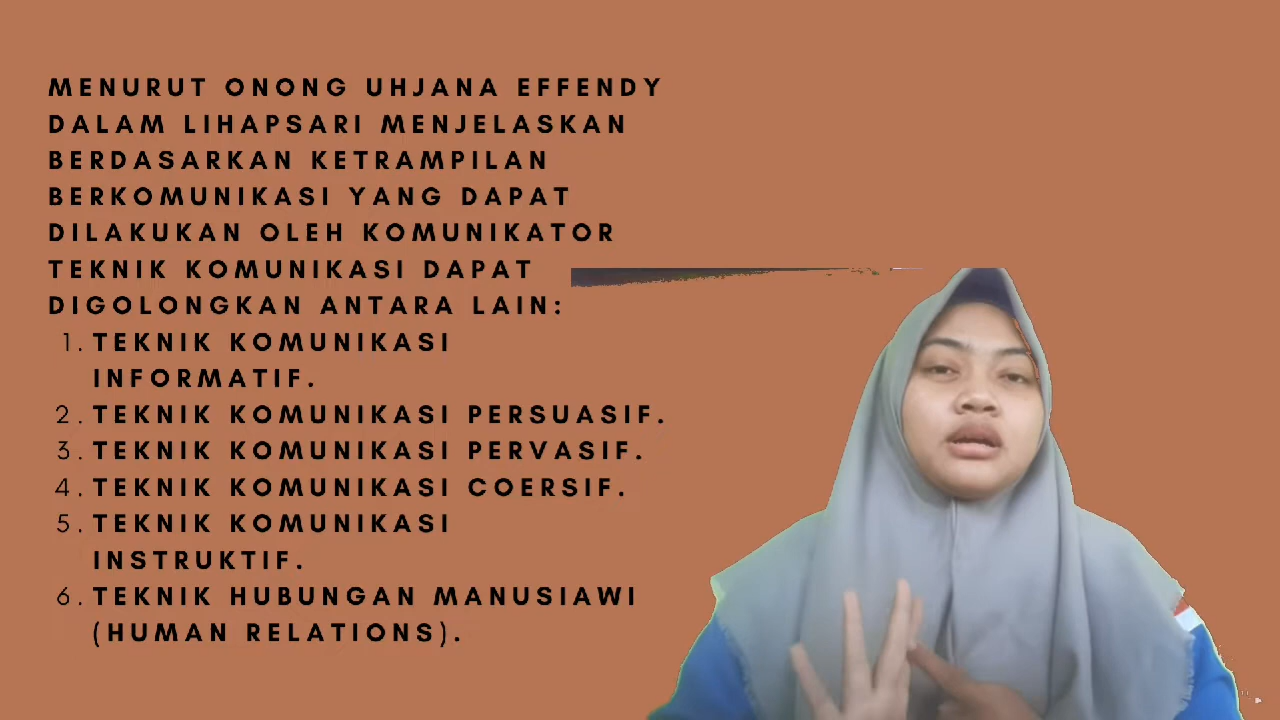 MENURUT ONONG UHJANA EFFENDY
DALAM LIHAPSARI MENJELASKAN
BERDASARKAN KETRAMPILAN
BERKOMUNIKASI YANG DAPAT
DILAKUKAN OLEH KOMUNIKATOR
TEKNIK KOMUNIKASI DAPAT
DIGOLONGKAN ANTARA LAIN:
1. TEKNIK KOMUNIKASI
INFORMATIF.
2. TEKNIK KOMUNIKASI PERSUASIF.
3. TEKNIK KOMUNIKASI PERVASIF.
4. TEKNIK KOMUNIKASI COERSIF.
5. TEKNIK KOMUNIKASI
INSTRUKTIF.
6. TEKNIK HUBUNGAN MANUSIAWI
(HUMAN RELATIONS).